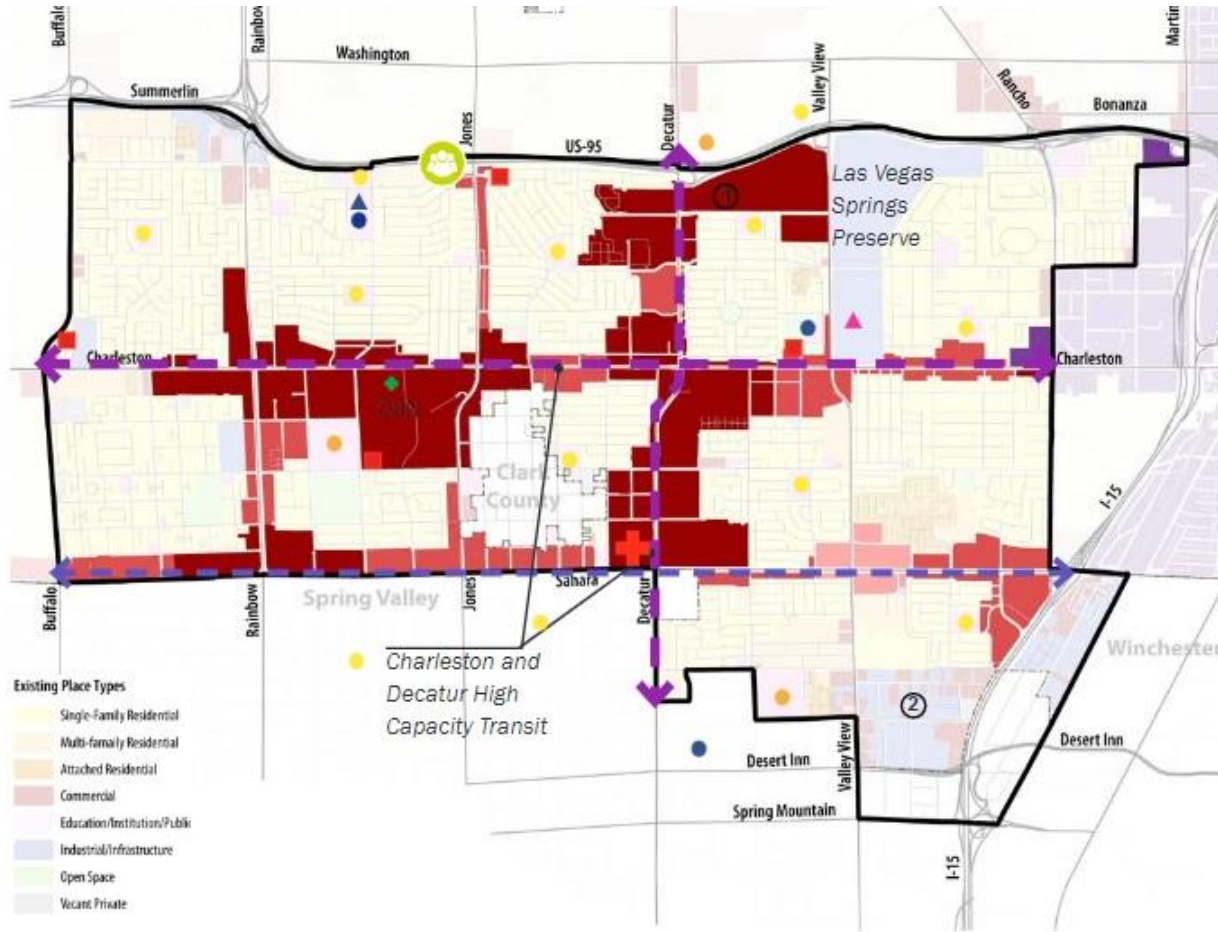 Buffalo
Rainbow
Martin
Washington
Summerlin
Jones
Decatur
Valley View
Rancho
Bonanza
US-95
1
Las Vegas
Springs
Preserve
Charleston
Charleston
Clark
County
I-15
Sahara
Buffalo
Rainbow
Spring Valley
Jones
Decatur
Winchester
Charleston and
Decatur High
Capacity Transit
2
Valley View
Desert Inn
Desert Inn
Spring Mountain
I-15
Existing Place Types
Single-Family Residential
Multi-famaily Residential
Attached Residential
Commercial
Education/Institution/Public
Industrial/Infrastructure
Open Space
Vacant Private